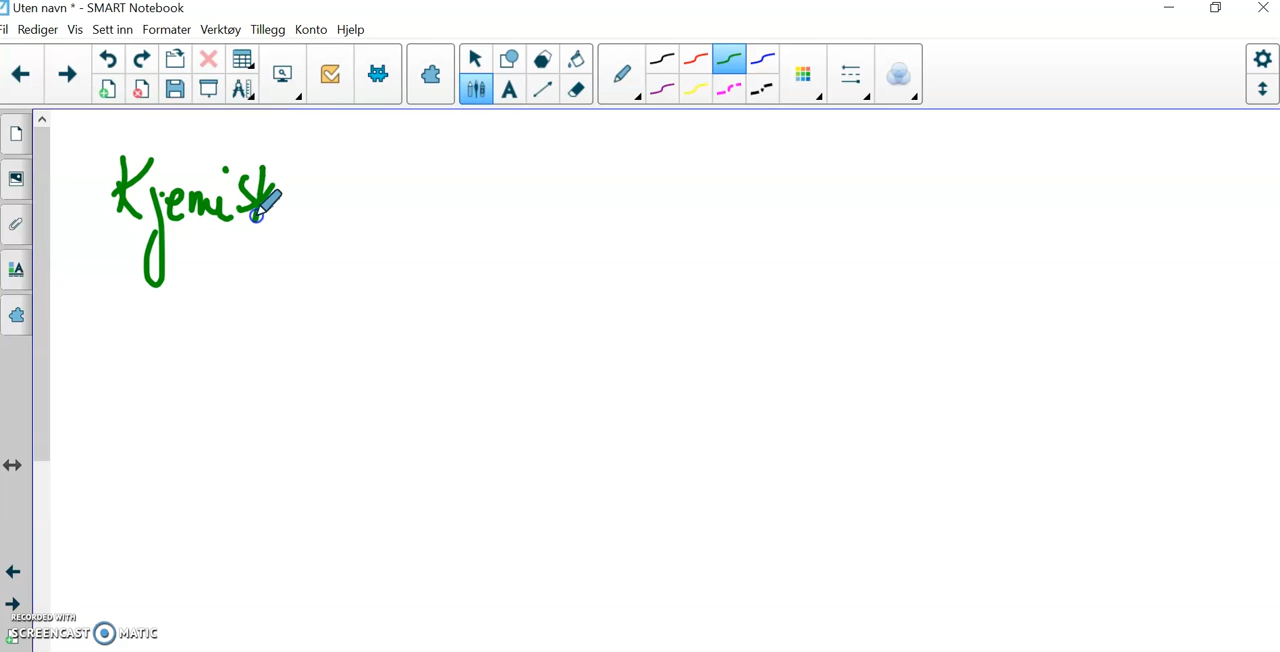 Uten navn * - SMART Notebook
Fil Rediger Vis Sett inn Formater Verktøy Tillegg Konto Hjelp
Kjemisk
RECORDED WITH
SCREENCAST MATIC